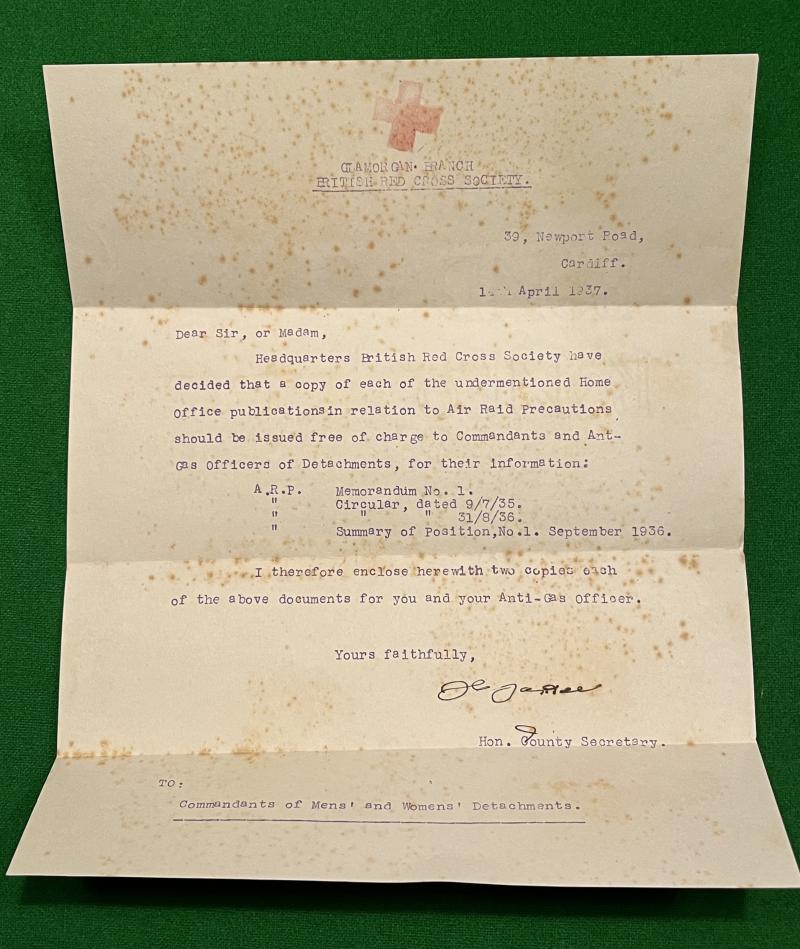 GLAMORGAN BRANCH
BRITISH RED CROSS SOCIETY.
39, Newport Road,
Cardiff.
April 1937.
Dear Sir, or Madam,
Headquarters British Red Cross Society have
decided that a copy of each of the undermentioned Home
Office publicationsin relation to Air Raid Precautions
should be issued free of charge to Commandants and Ant-
Gas Officers of Detachments, for their information:
A.R.P. Memorandum No. 1.
" Circular, dated 9/7/35.
" " " 31/8/36.
" Summary of Position,No.1. September 1936.
I therefore enclose herewith two copies each
of the above documents for you and your Anti-Gas Officer.
Yours faithfully,
Hon. County Secretary.
TO:
Commandants of Mens' and Womens' Detachments.